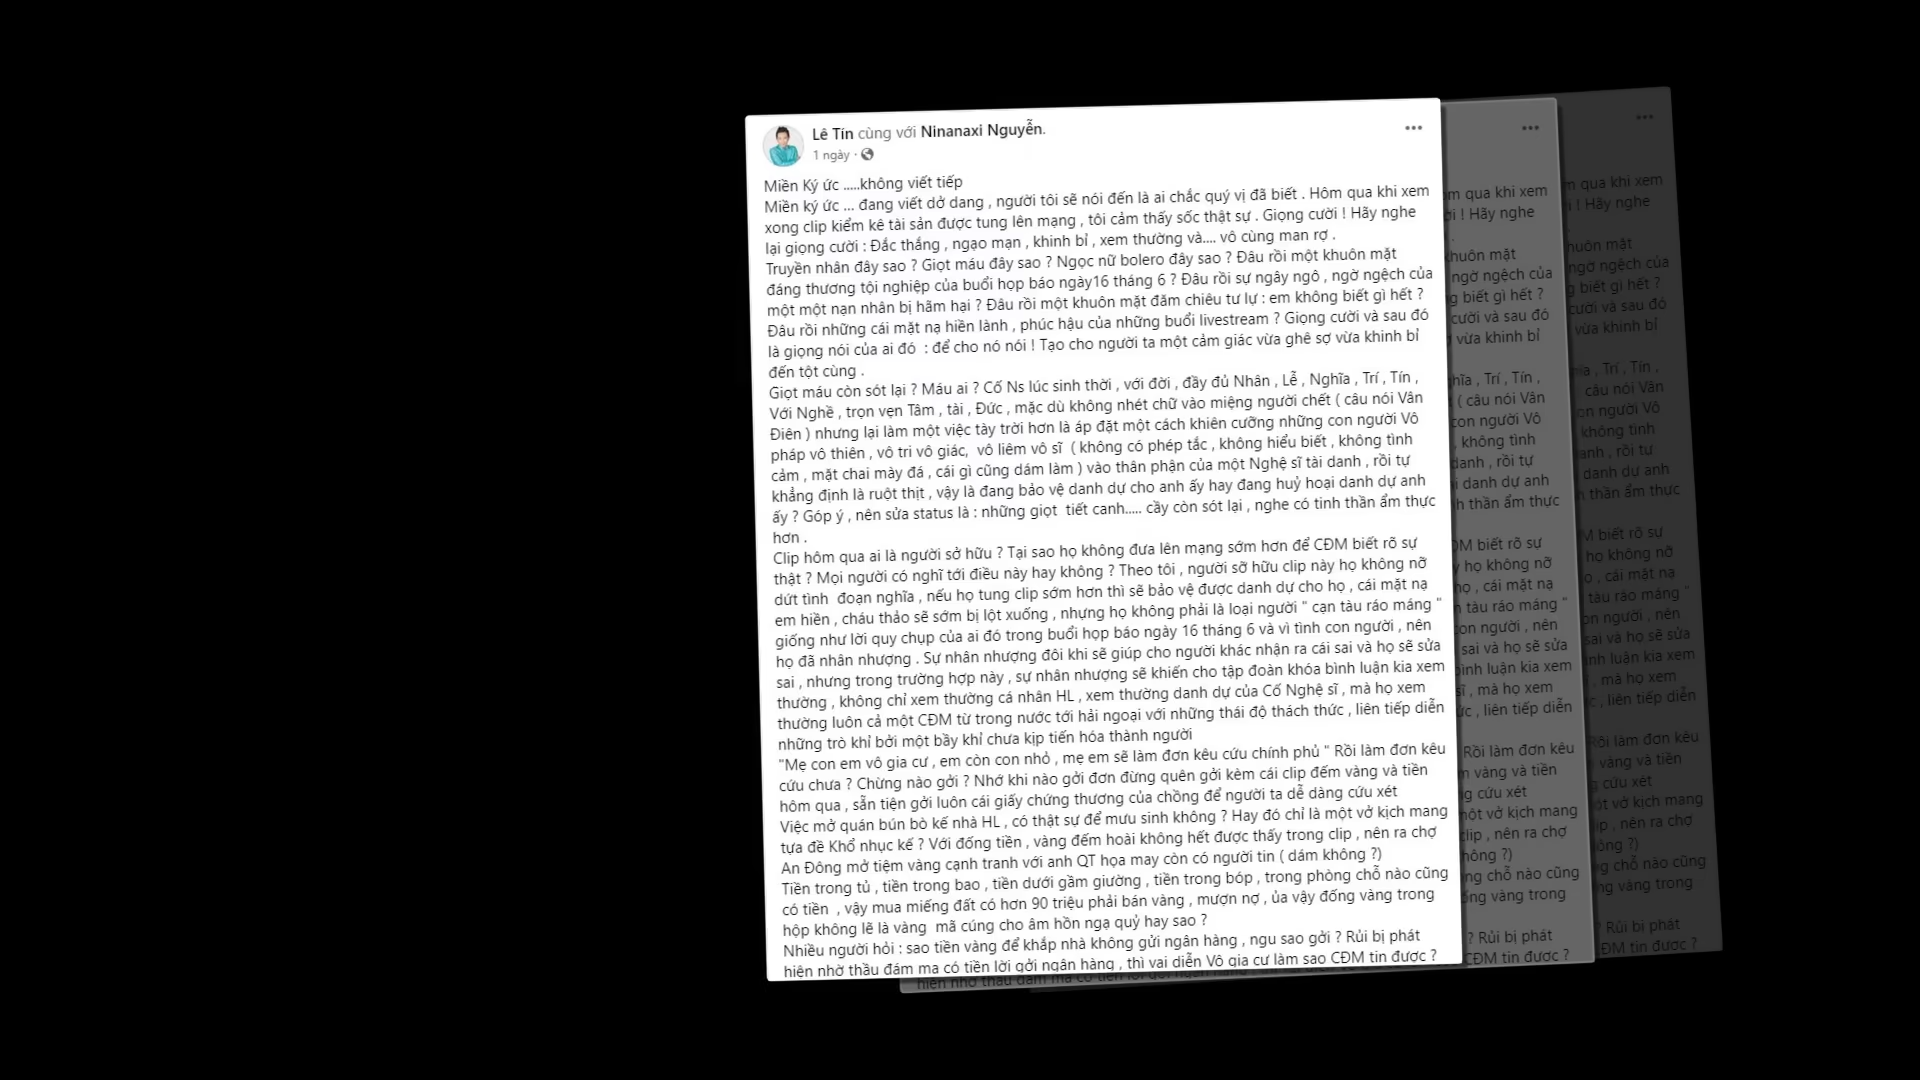 Lê Tín cùng với Ninanaxi Nguyễn.
1 ngày ·
Miền Ký ức .....không viết tiếp
Miền ký ức ... đang viết dở dang , người tôi sẽ nói đến là ai chắc quý vị đã biết . Hôm qua khi xem
xong clip kiểm kê tài sản được tung lên mạng , tôi cảm thấy sốc thật sự . Giọng cười ! Hãy nghe
lại giọng cười : Đắc thắng , ngạo mạn , khinh bỉ , xem thường và.... vô cùng man rợ .
Truyền nhân đây sao ? Giọt máu đây sao ? Ngọc nữ bolero đây sao ? Đâu rồi một khuôn mặt
đáng thương tội nghiệp của buổi họp báo ngày16 tháng 6 ? Đâu rồi sự ngây ngô , ngờ nghệch của
một một nạn nhân bị hãm hại ? Đâu rồi một khuôn mặt đăm chiêu tư lự : em không biết gì hết ?
Đâu rồi những cái mặt nạ hiền lành , phúc hậu của những buổi livestream ? Giọng cười và sau đó
là giọng nói của ai đó : để cho nó nói ! Tạo cho người ta một cảm giác vừa ghê sợ vừa khinh bỉ
đến tột cùng .
Giọt máu còn sót lại ? Máu ai ? Cố Ns lúc sinh thời , với đời , đầy đủ Nhân , Lễ , Nghĩa , Trí , Tín ,
Với Nghề , trọn vẹn Tâm , tài , Đức , mặc dù không nhét chữ vào miệng người chết ( câu nói Vân
Điên ) nhưng lại làm một việc tày trời hơn là áp đặt một cách khiên cưỡng những con người Vô
pháp vô thiên , vô tri vô giác, vô liêm vô sĩ ( không có phép tắc , không hiểu biết , không tình
cảm , mặt chai mày đá , cái gì cũng dám làm ) vào thân phận của một Nghệ sĩ tài danh , rồi tự
khẳng định là ruột thịt , vậy là đang bảo vệ danh dự cho anh ấy hay đang huỷ hoại danh dự anh
ấy ? Góp ý , nên sửa status là : những giọt tiết canh..... cầy còn sót lại , nghe có tinh thần ẩm thực
hơn .
Clip hôm qua ai là người sở hữu ? Tại sao họ không đưa lên mạng sớm hơn để CĐM biết rõ sự
thật ? Mọi người có nghĩ tới điều này hay không ? Theo tôi , người sỡ hữu clip này họ không nỡ
dứt tình đoạn nghĩa , nếu họ tung clip sớm hơn thì sẽ bảo vệ được danh dự cho họ , cái mặt nạ
em hiền , cháu thảo sẽ sớm bị lột xuống , nhựng họ không phải là loại người " cạn tàu ráo máng "
giống như lời quy chụp của ai đó trong buổi họp báo ngày 16 tháng 6 và vì tình con người , nên
họ đã nhân nhượng . Sự nhân nhượng đôi khi sẽ giúp cho người khác nhận ra cái sai và họ sẽ sửa
sai , nhưng trong trường hợp này , sự nhân nhượng sẽ khiến cho tập đoàn khóa bình luận kia xem
thường , không chỉ xem thường cá nhân HL , xem thường danh dự của Cố Nghệ sĩ , mà họ xem
thường luôn cả một CĐM từ trong nước tới hải ngoại với những thái độ thách thức , liên tiếp diễn
những trò khỉ bởi một bầy khỉ chưa kịp tiến hóa thành người
"Mẹ con em vô gia cư , em còn con nhỏ , mẹ em sẽ làm đơn kêu cứu chính phủ " Rồi làm đơn kêu
cứu chưa ? Chừng nào gởi ? Nhớ khi nào gởi đơn đừng quên gởi kèm cái clip đếm vàng và tiền
hôm qua , sẵn tiện gởi luôn cái giấy chứng thương của chồng để người ta dễ dàng cứu xét
Việc mở quán bún bò kế nhà HL , có thật sự để mưu sinh không ? Hay đó chỉ là một vở kịch mang
tựa đề Khổ nhục kế ? Với đống tiền , vàng đếm hoài không hết được thấy trong clip , nên ra chợ
An Đông mở tiệm vàng cạnh tranh với anh QT họa may còn có người tin ( dám không ?)
Tiền trong tủ , tiền trong bao , tiền dưới gầm giường , tiền trong bóp , trong phòng chỗ nào cũng
có tiền , vậy mua miếng đất có hơn 90 triệu phải bán vàng , mượn nợ , ủa vậy đống vàng trong
hộp không lẽ là vàng mã cúng cho âm hồn ngạ quỷ hay sao ?
Nhiều người hỏi : sao tiền vàng để khắp nhà không gửi ngân hàng , ngu sao gởi ? Rủi bị phát
hiện nhờ thầu đám ma có tiền lời gởi ngân hàng , thì vai diễn Vô gia cư làm sao CĐM tin được ?